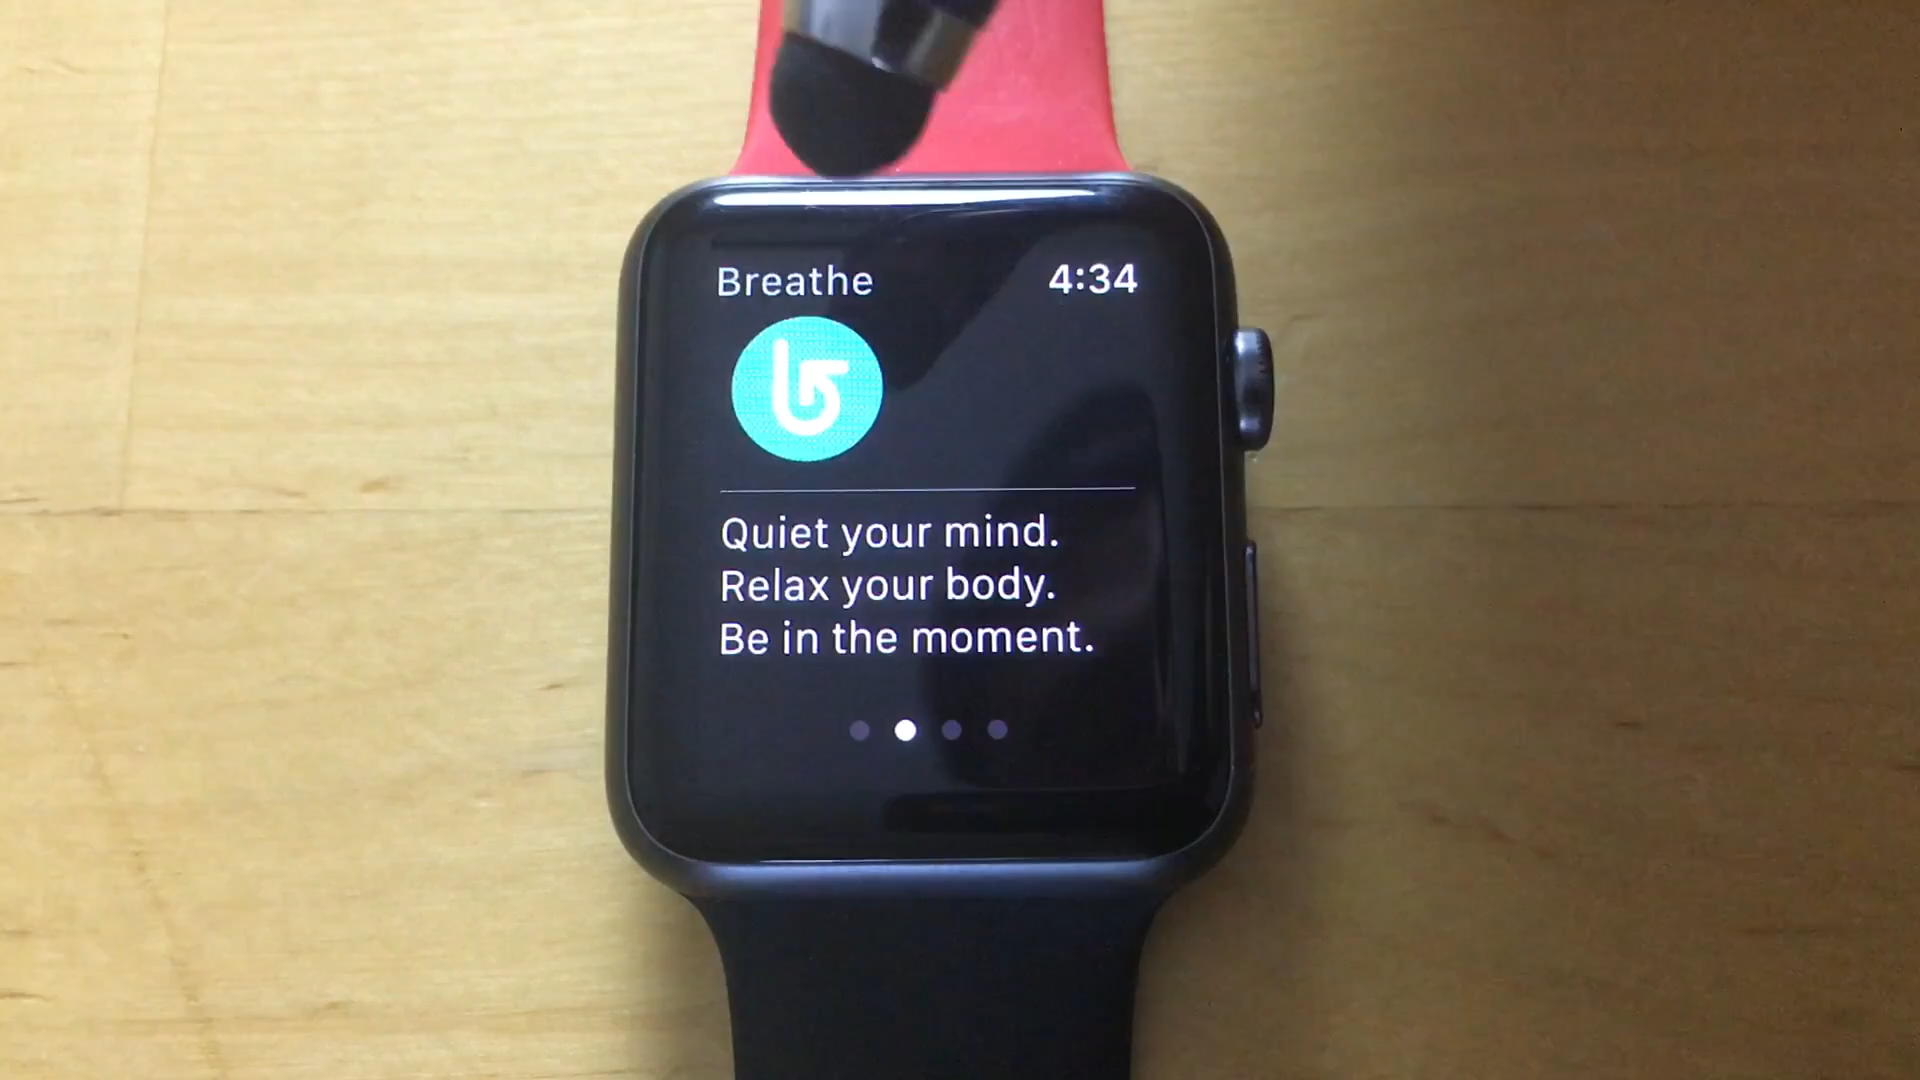 Breathe
4:34
Quiet your mind.
Relax your body.
Be in the moment.